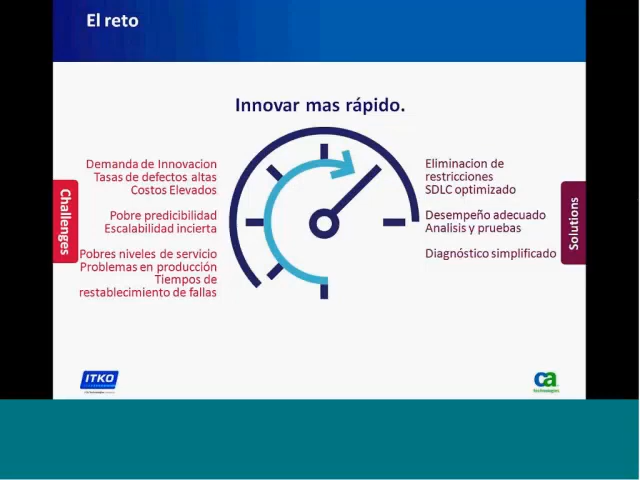 El reto
Innovar mas rápido.
Challenges
Demanda de Innovacion
Tasas de defectos altas
Costos Elevados
Pobre predicibilidad
Escalabilidad incierta
Pobres niveles de servicio
Problemas en producción
Tiempos de
restablecimiento de fallas
Eliminacion de
restricciones
SDLC optimizado
Desempeño adecuado
Analisis y pruebas
Diagnóstico simplificado
Solutions
ITKO
ca
technologies